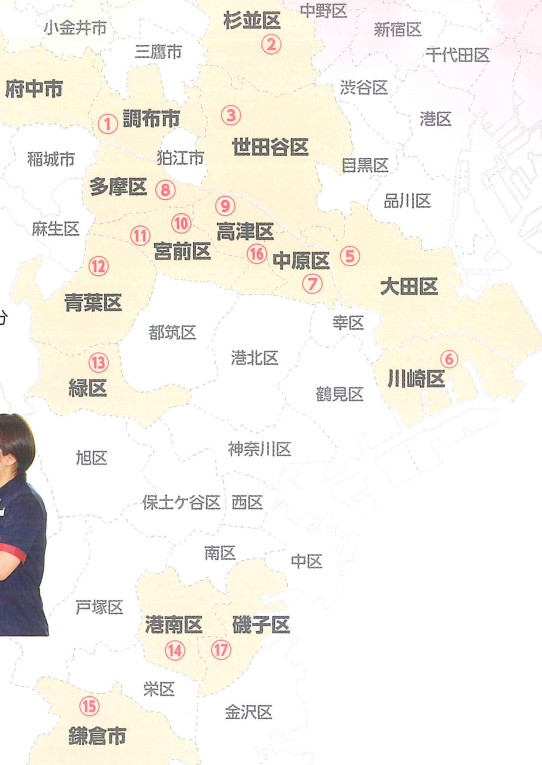 杉並区
中野区
小金井市
新宿区
②
三鷹市
千代田区
府中市
渋谷区
①
調布市
③
港区
世田谷区
稲城市
狛江市
目黒区
多摩区
⑧
品川区
⑨
麻生区
⑩
高津区
⑪
宮前区
⑯
中原区
⑤
⑫
⑦
大田区
青葉区
分
都筑区
幸区
⑬
港北区
⑥
緑区
川崎区
鶴見区
旭区
神奈川区
保土ケ谷区
西区
南区
中区
戸塚区
港南区
磯子区
⑭
⑰
栄区
⑮
金沢区
鎌倉市